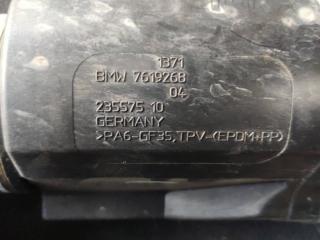 1371
BMW 7619268
04
235575 10
GERMANY
>PA6-GF35,TPV-(EPDM+PP)